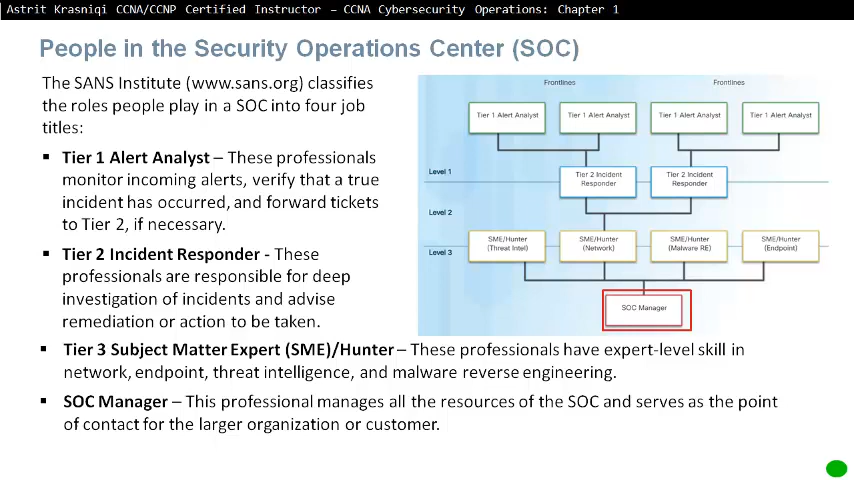 Astrit Krasniqi CCNA/CCNP Certified Instructor – CCNA Cybersecurity Operations: Chapter 1
People in the Security Operations Center (SOC)
The SANS Institute (www.sans.org) classifies
the roles people play in a SOC into four job
titles:
▪ Tier 1 Alert Analyst – These professionals
monitor incoming alerts, verify that a true
incident has occurred, and forward tickets
to Tier 2, if necessary.
▪ Tier 2 Incident Responder - These
professionals are responsible for deep
investigation of incidents and advise
remediation or action to be taken.
▪ Tier 3 Subject Matter Expert (SME)/Hunter – These professionals have expert-level skill in
network, endpoint, threat intelligence, and malware reverse engineering.
▪ SOC Manager – This professional manages all the resources of the SOC and serves as the point
of contact for the larger organization or customer.
Frontlines Frontlines
Tier 1 Alert Analyst Tier 1 Alert Analyst Tier 1 Alert Analyst Tier 1 Alert Analyst
Level 1
Tier 2 Incident Tier 2 Incident
Responder Responder
Level 2
SME/Hunter SME/Hunter SME/Hunter SME/Hunter
(Threat Intel) (Network) (Malware RE) (Endpoint)
Level 3
SOC Manager